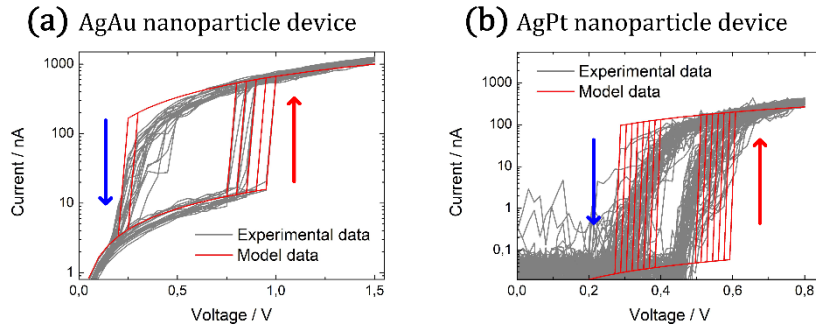 (a) AgAu nanoparticle device
1000
100
10
1
Current / nA
Experimental data
Model data
0,0 0,5 1,0 1,5
Voltage / V
(b) AgPt nanoparticle device
1000
100
10
1
0,1
Current / nA
Experimental data
Model data
0,0 0,2 0,4 0,6 0,8
Voltage / V